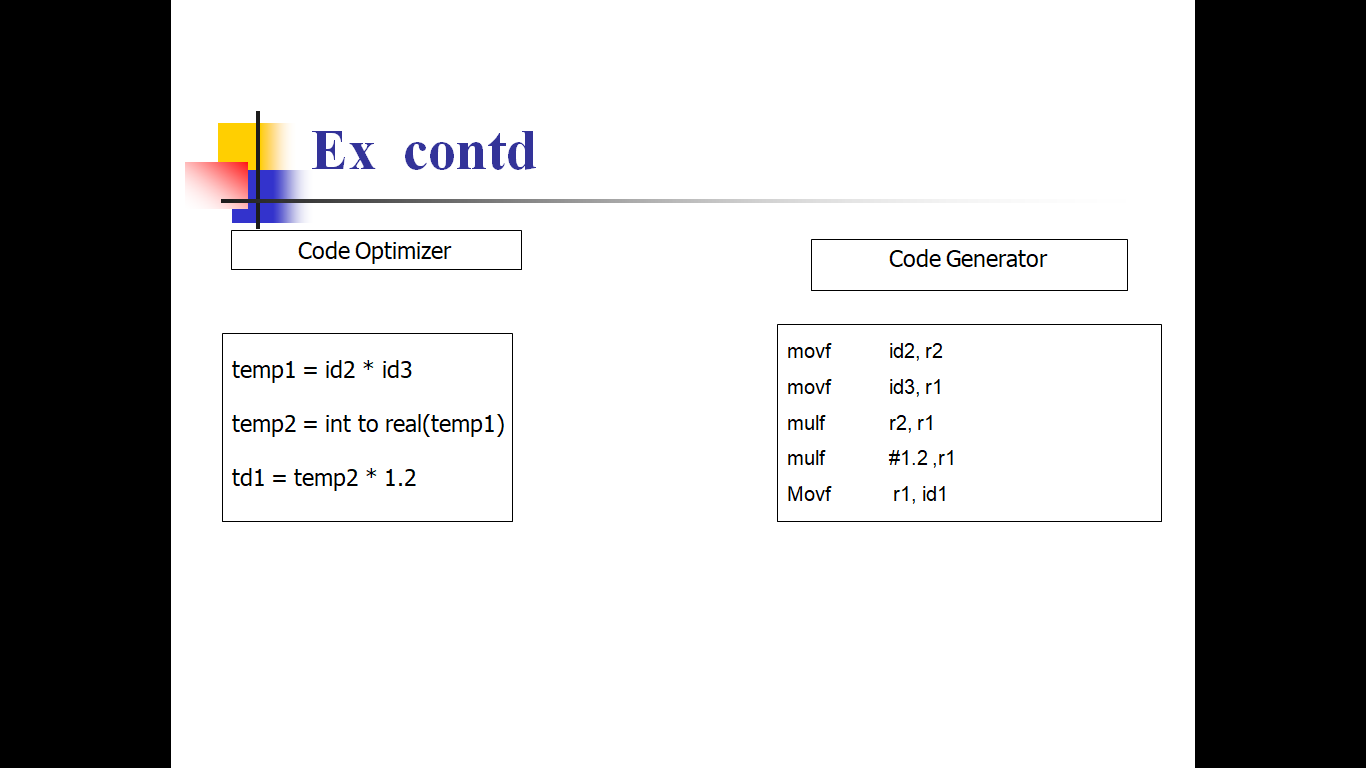 Ex contd
Code Optimizer
temp1 = id2 * id3
temp2 = int to real(temp1)
td1 = temp2 * 1.2
Code Generator
movf id2, r2
movf id3, r1
mulf r2, r1
mulf #1.2 ,r1
Movf r1, id1